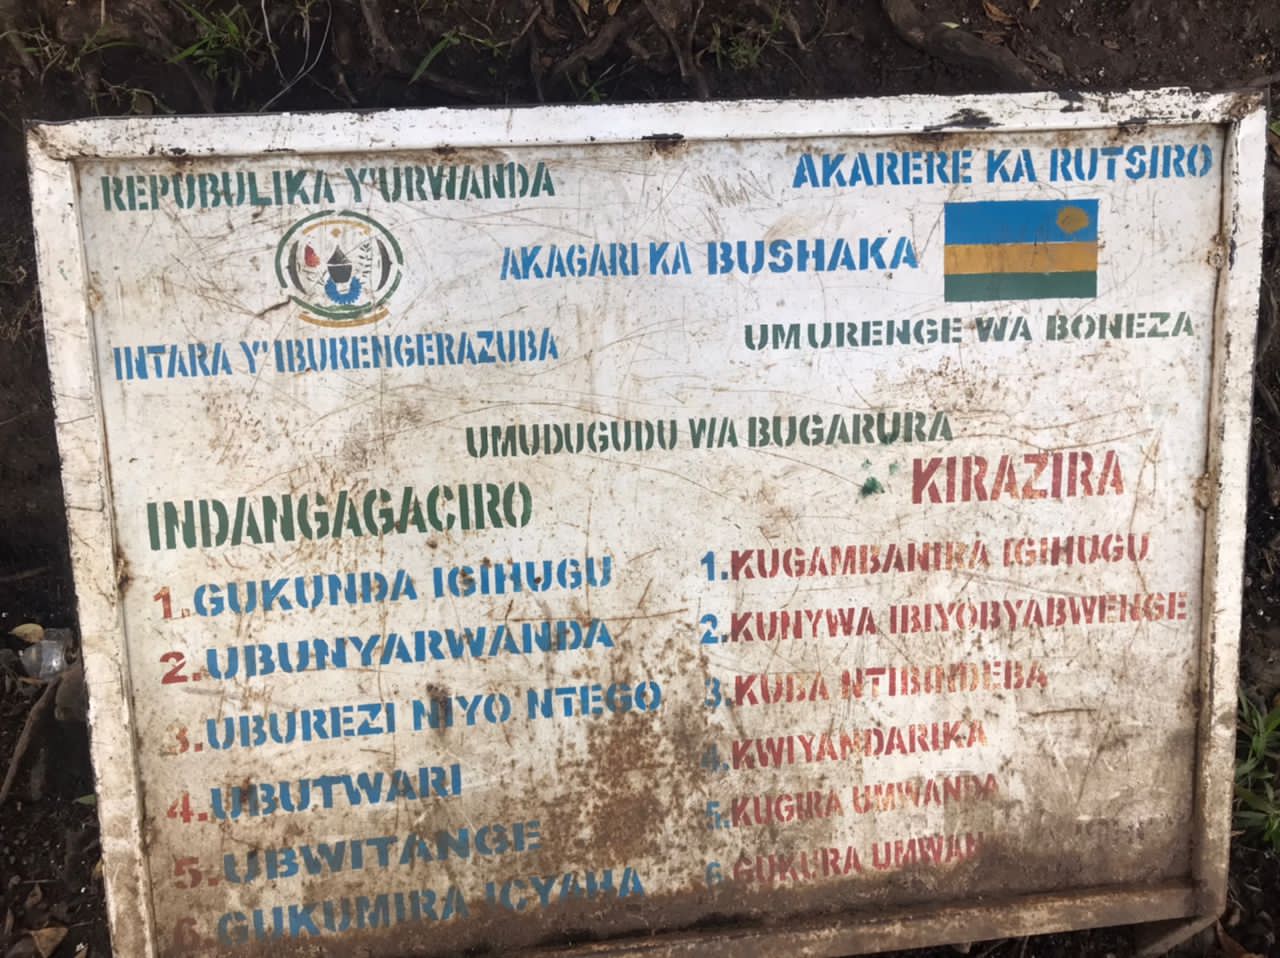 REPUBULIKA Y'URWANDA
AKARERE KA RUTSIRO
AKAGARI KA BUSHAKA
INTARA Y'IBURENGERAZUBA
UMURENGE WA BONEZA
UMUDUGUDU WA BUGARURA
INDANGAGACIRO
1. GUKUNDA IGIHUGU
2. UBUNYARWANDA
3. UBUREZI NIYO NTEGO
4. UBUTWARI
5. UBWITANGE
6. GUKUMIRA ICYAHA
KIRAZIRA
1. KUGAMBANIRA IGIHUGU
2. KUNYWA IBIYOBYABWENGE
3. KUBA NTIBINDEBA
4. KWIYANDARIKA
5. KUGIRA UMWANDA
6. GUKURA